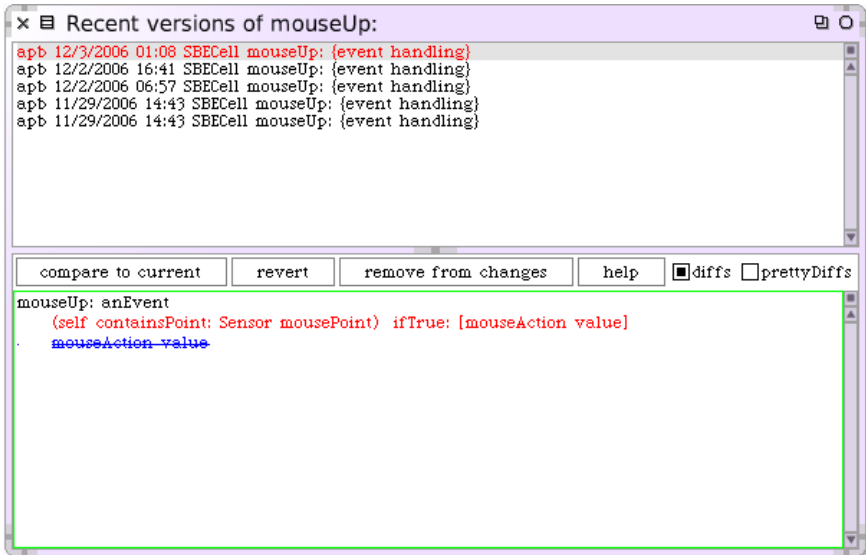 Recent versions of mouseUp:
apb 12/3/2006 01:08 SBECell mouseUp: {event handling}
apb 12/2/2006 16:41 SBECell mouseUp: {event handling}
apb 12/2/2006 06:57 SBECell mouseUp: {event handling}
apb 11/29/2006 14:43 SBECell mouseUp: {event handling}
apb 11/29/2006 14:43 SBECell mouseUp: {event handling}
compare to current revert remove from changes help diffs prettyDiffs
mouseUp: anEvent
(self containsPoint: Sensor mousePoint) ifTrue: [mouseAction value]
mouseAction value